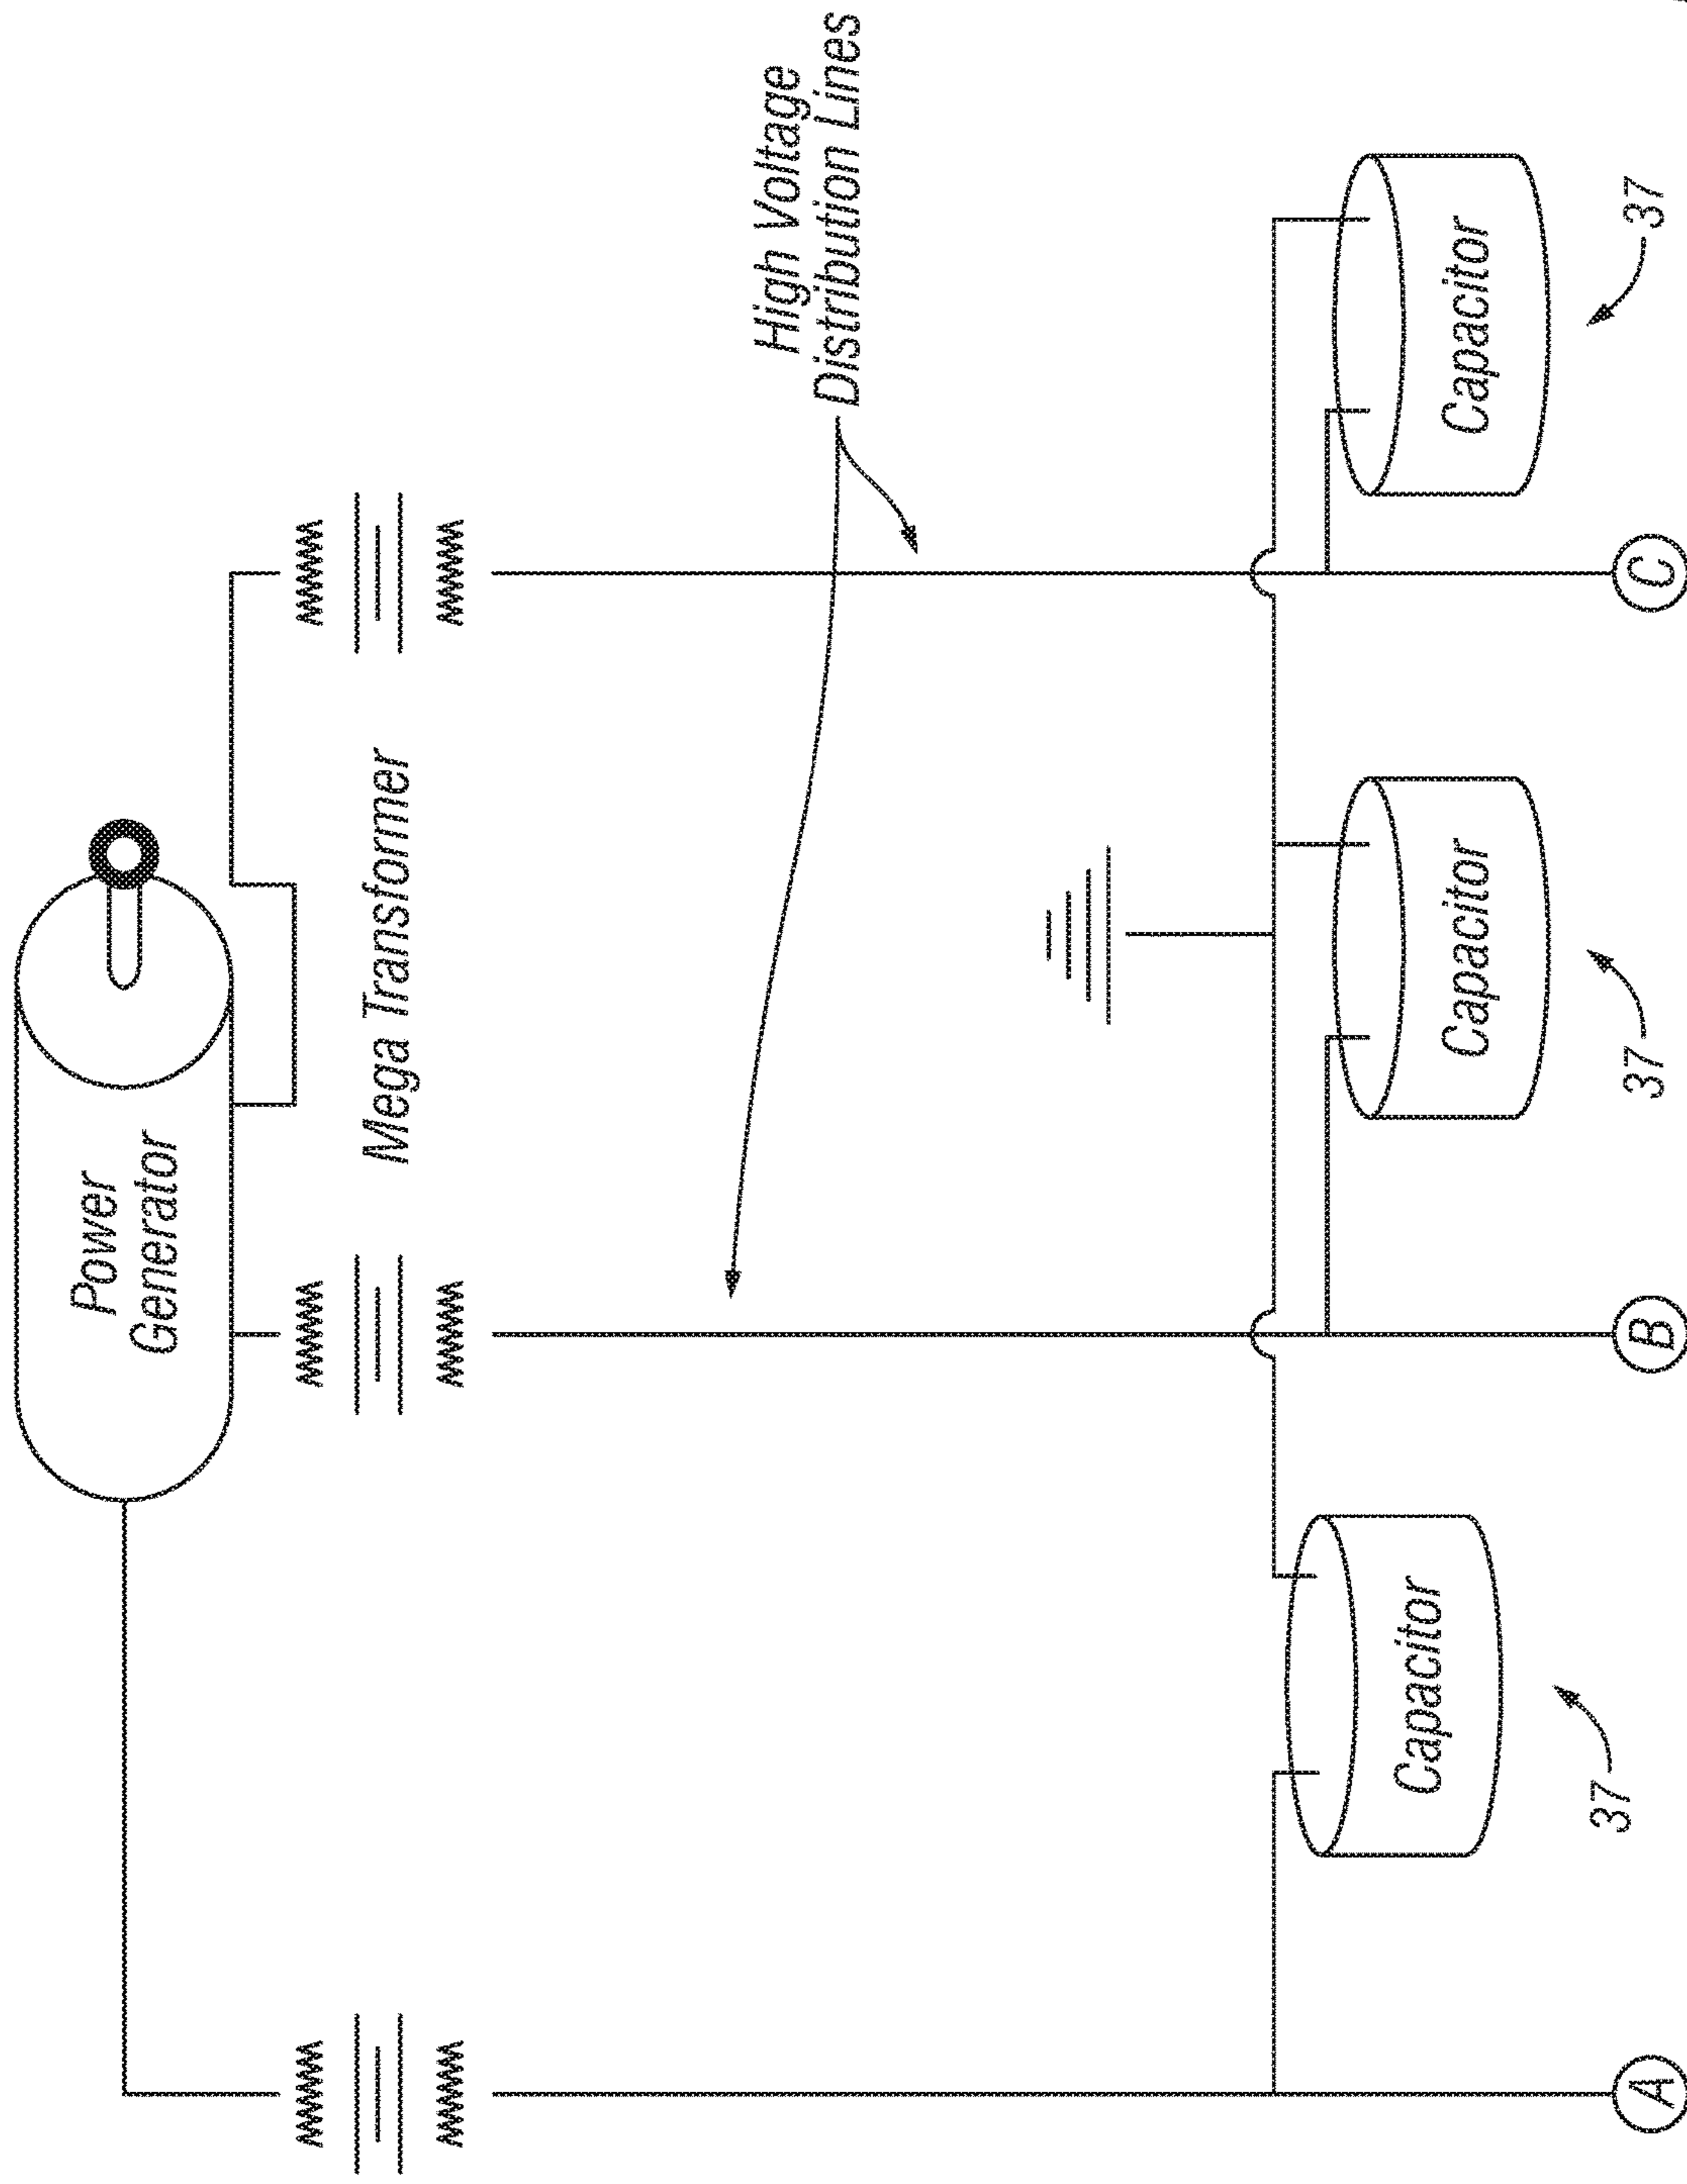 Power
Generator
Mega Transformer
High Voltage
Distribution Lines
Capacitor
Capacitor
Capacitor
37
37
37
A
B
C